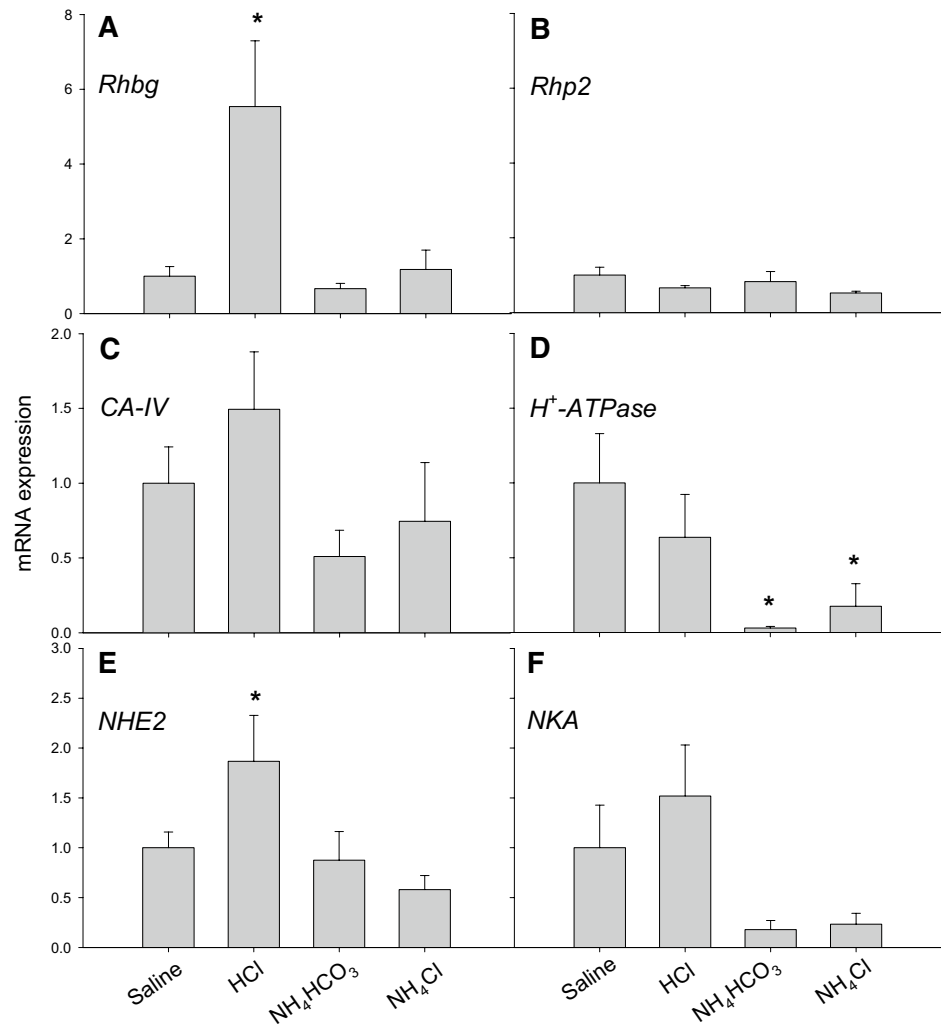 A
*
Rhbg
8
6
4
2
0
B
Rhp2
C
CA-IV
2.0
1.5
1.0
0.5
0.0
D
H⁺-ATPase
*
*
mRNA expression
E
*
NHE2
3.0
2.5
2.0
1.5
1.0
0.5
0.0
F
NKA
Saline HCl NH₄HCO₃ NH₄Cl
Saline HCl NH₄HCO₃ NH₄Cl